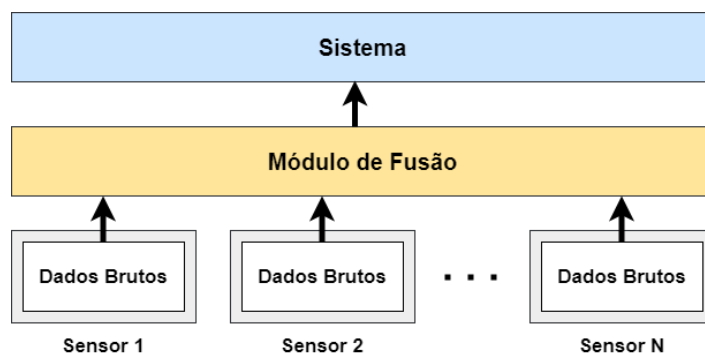 Sistema
Módulo de Fusão
Dados Brutos Dados Brutos . . . Dados Brutos
Sensor 1 Sensor 2 Sensor N